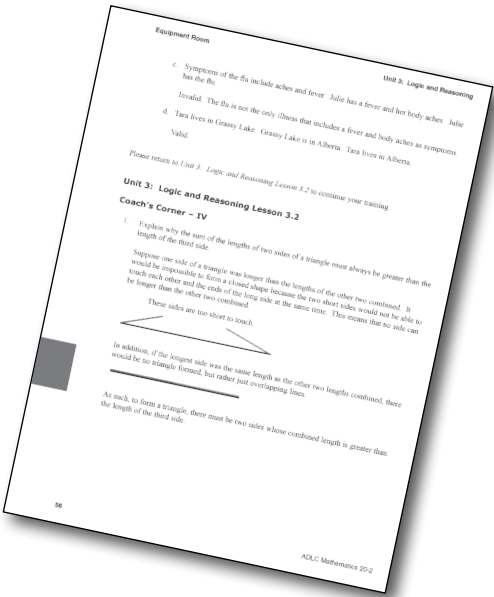 Equipment Room
Unit 3: Logic and Reasoning
c. Symptoms of the flu include aches and fever. Julie has a fever and her body aches. Julie
has the flu.
Invalid. The flu is not the only illness that includes a fever and body aches as symptoms
d. Tara lives in Grassy Lake. Grassy Lake is in Alberta. Tara lives in Alberta.
Valid
Please return to Unit 3: Logic and Reasoning Lesson 3.2 to continue your training.
Unit 3: Logic and Reasoning Lesson 3.2
Coach's Corner – IV
1. Explain why the sum of the lengths of two sides of a triangle must always be greater than the
length of the third side.
Suppose one side of a triangle was longer than the lengths of the other two combined. It
would be impossible to form a closed shape because the two short sides would not be able to
touch each other and the ends of the long side at the same time. This means that no side can
be longer than the other two combined.
These sides are too short to touch.
In addition, if the longest side was the same length as the other two lengths combined, there
would be no triangle formed, but rather just overlapping lines.
As such, to form a triangle, there must be two sides whose combined length is greater than
the length of the third side.
56
ADLC Mathematics 20-2